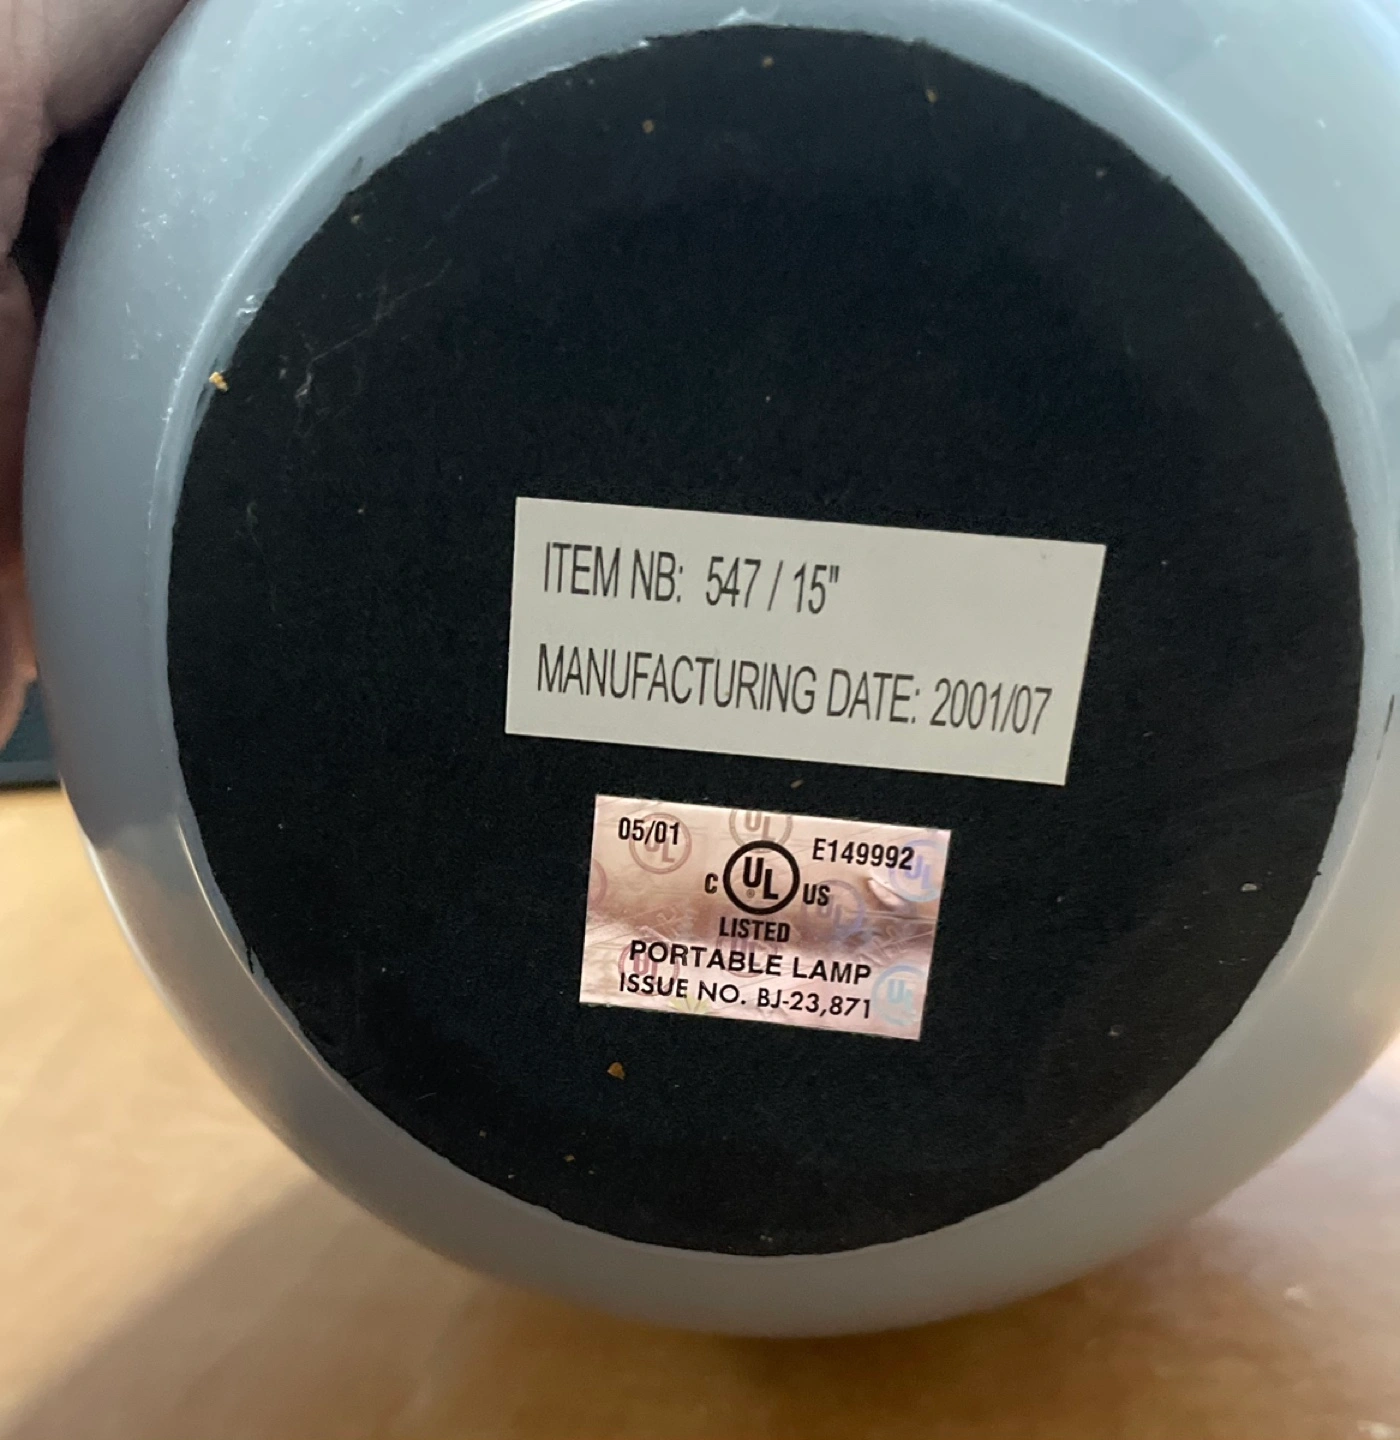 ITEM NB: 547 / 15"
MANUFACTURING DATE: 2001/07
05/01
E149992
C UL ® US
LISTED
PORTABLE LAMP
ISSUE NO. BJ-23,871